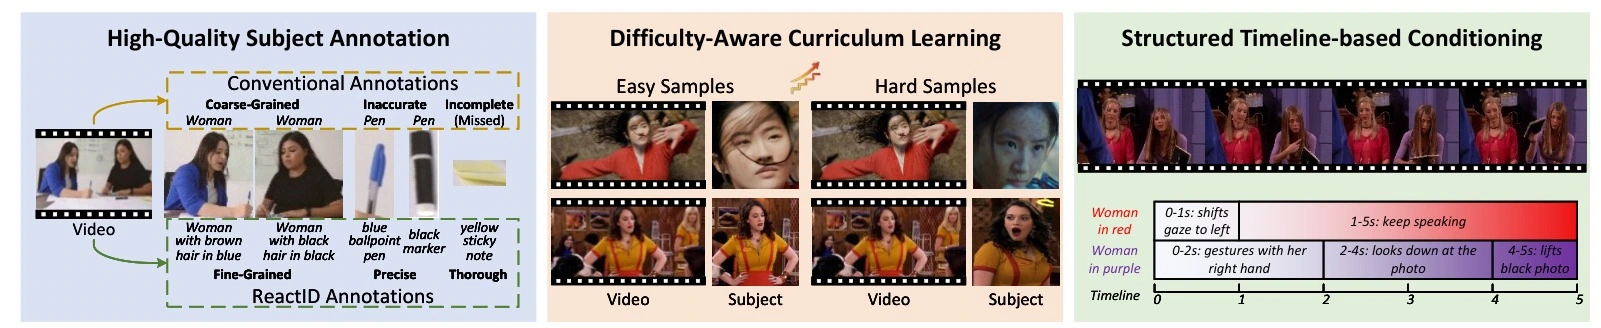 High-Quality Subject Annotation
Conventional Annotations
Coarse-Grained Inaccurate Incomplete
Woman Woman Pen Pen (Missed)
Video
Woman with brown hair in blue
Woman with black hair in black
blue ballpoint pen
black marker
yellow sticky note
Fine-Grained Precise Thorough
ReactID Annotations
Difficulty-Aware Curriculum Learning
Easy Samples Hard Samples
Video Subject Video Subject
Structured Timeline-based Conditioning
Woman in red
0-1s: shifts gaze to left
1-5s: keep speaking
Woman in purple
0-2s: gestures with her right hand
2-4s: looks down at the photo
4-5s: lifts black photo
Timeline 0 1 2 3 4 5